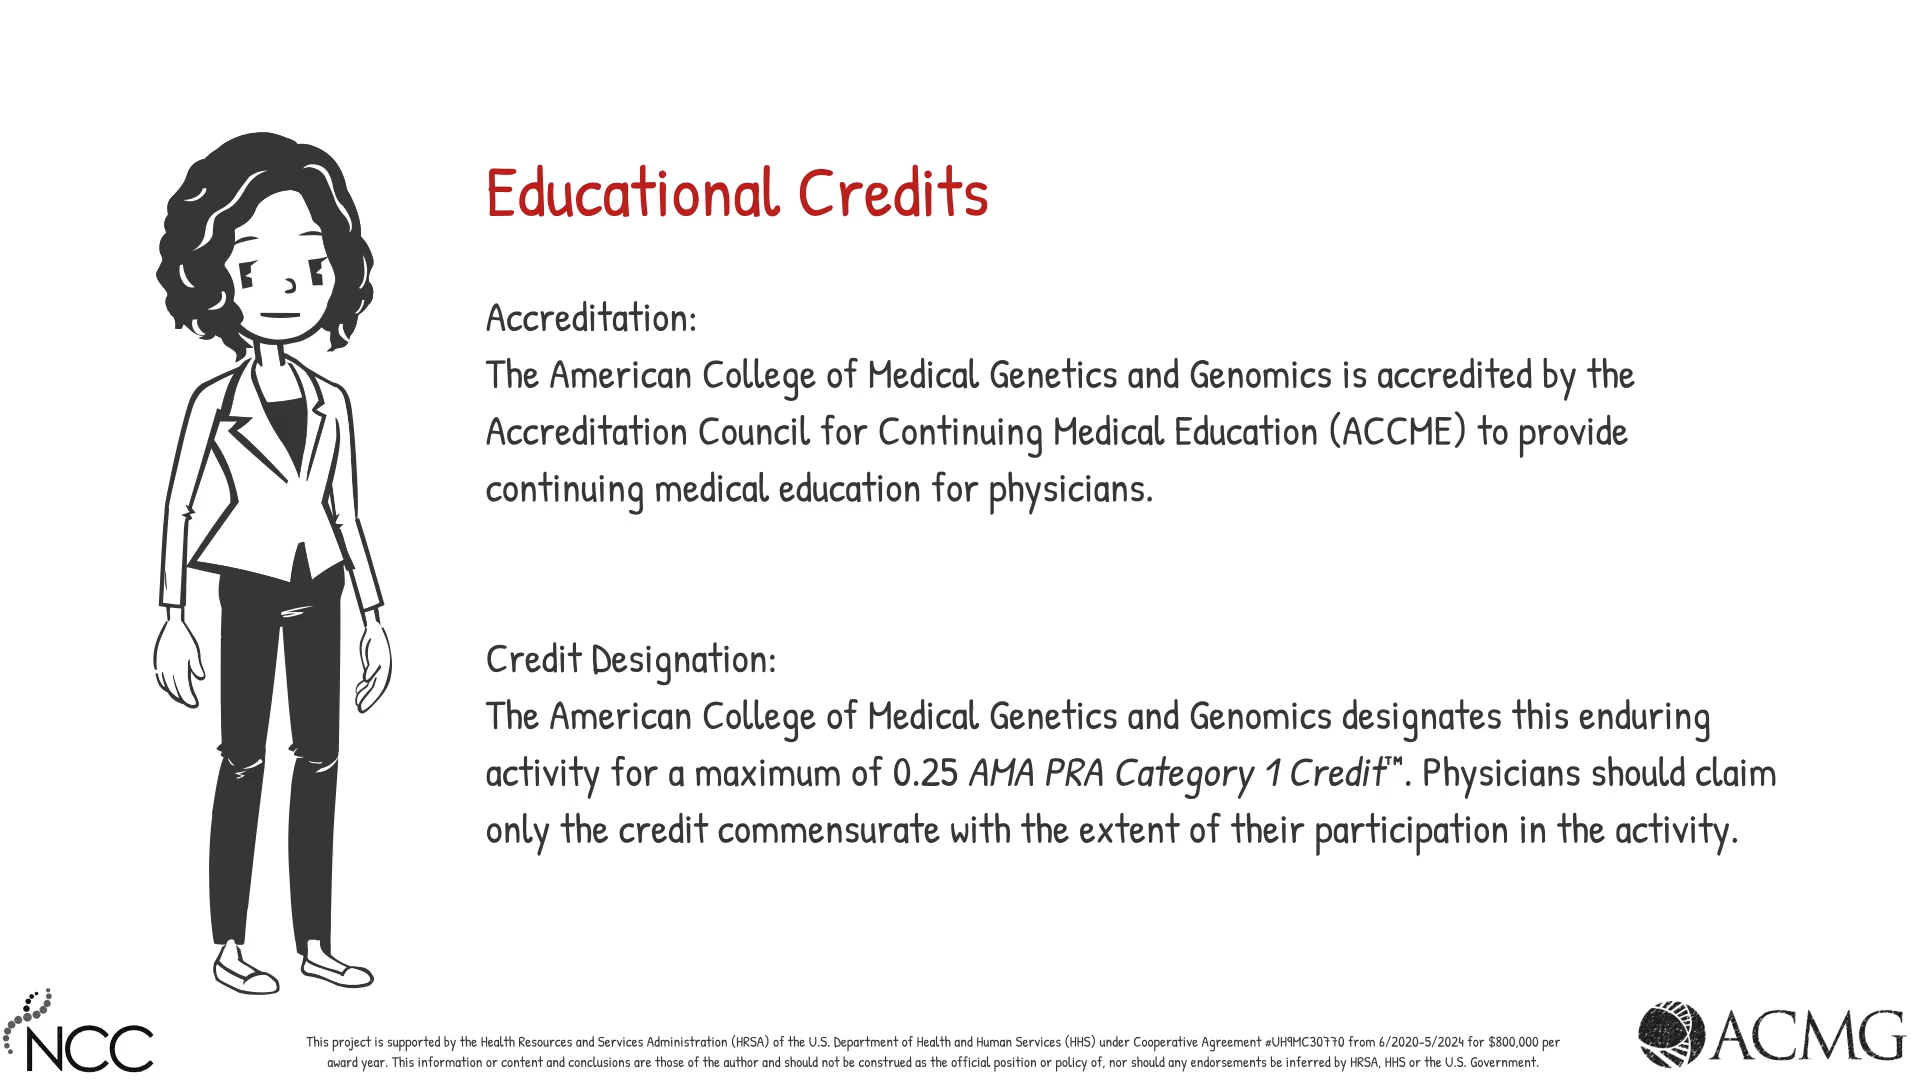 Educational Credits
Accreditation:
The American College of Medical Genetics and Genomics is accredited by the
Accreditation Council for Continuing Medical Education (ACCME) to provide
continuing medical education for physicians.
Credit Designation:
The American College of Medical Genetics and Genomics designates this enduring
activity for a maximum of 0.25 AMA PRA Category 1 Credit™. Physicians should claim
only the credit commensurate with the extent of their participation in the activity.
NCC
This project is supported by the Health Resources and Services Administration (HRSA) of the U.S. Department of Health and Human Services (HHS) under Cooperative Agreement #UH9MC30770 from 6/2020-5/2024 for $800,000 per
award year. This information or content and conclusions are those of the author and should not be construed as the official position or policy of, nor should any endorsements be inferred by HRSA, HHS or the U.S. Government.
ACMG